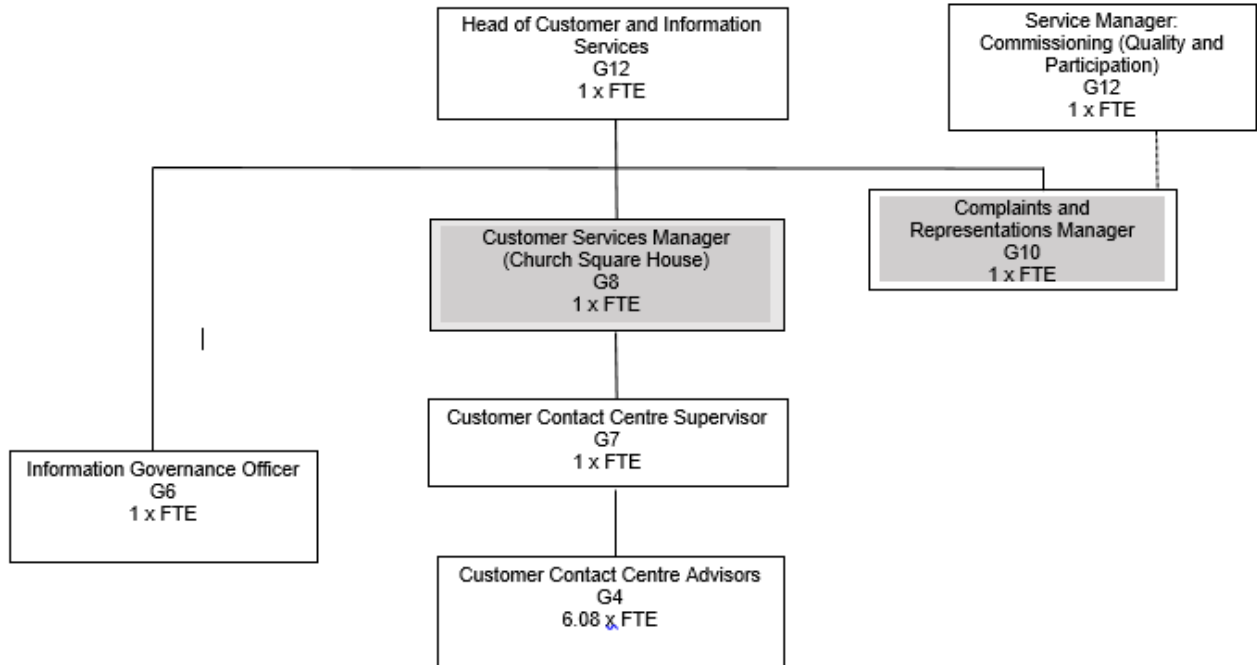 Head of Customer and Information
Services
G12
1 x FTE
Service Manager:
Commissioning (Quality and
Participation)
G12
1 x FTE
Customer Services Manager
(Church Square House)
G8
1 x FTE
Complaints and
Representations Manager
G10
1 x FTE
Customer Contact Centre Supervisor
G7
1 x FTE
Information Governance Officer
G6
1 x FTE
Customer Contact Centre Advisors
G4
6.08 x FTE